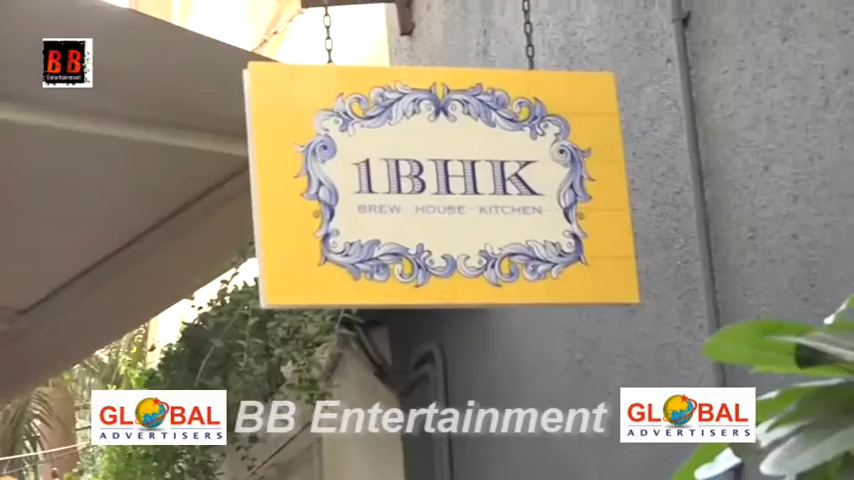 BB
Entertainment
1BHK
BREW · HOUSE · KITCHEN
GLOBAL
ADVERTISERS
BB Entertainment
GLOBAL
ADVERTISERS